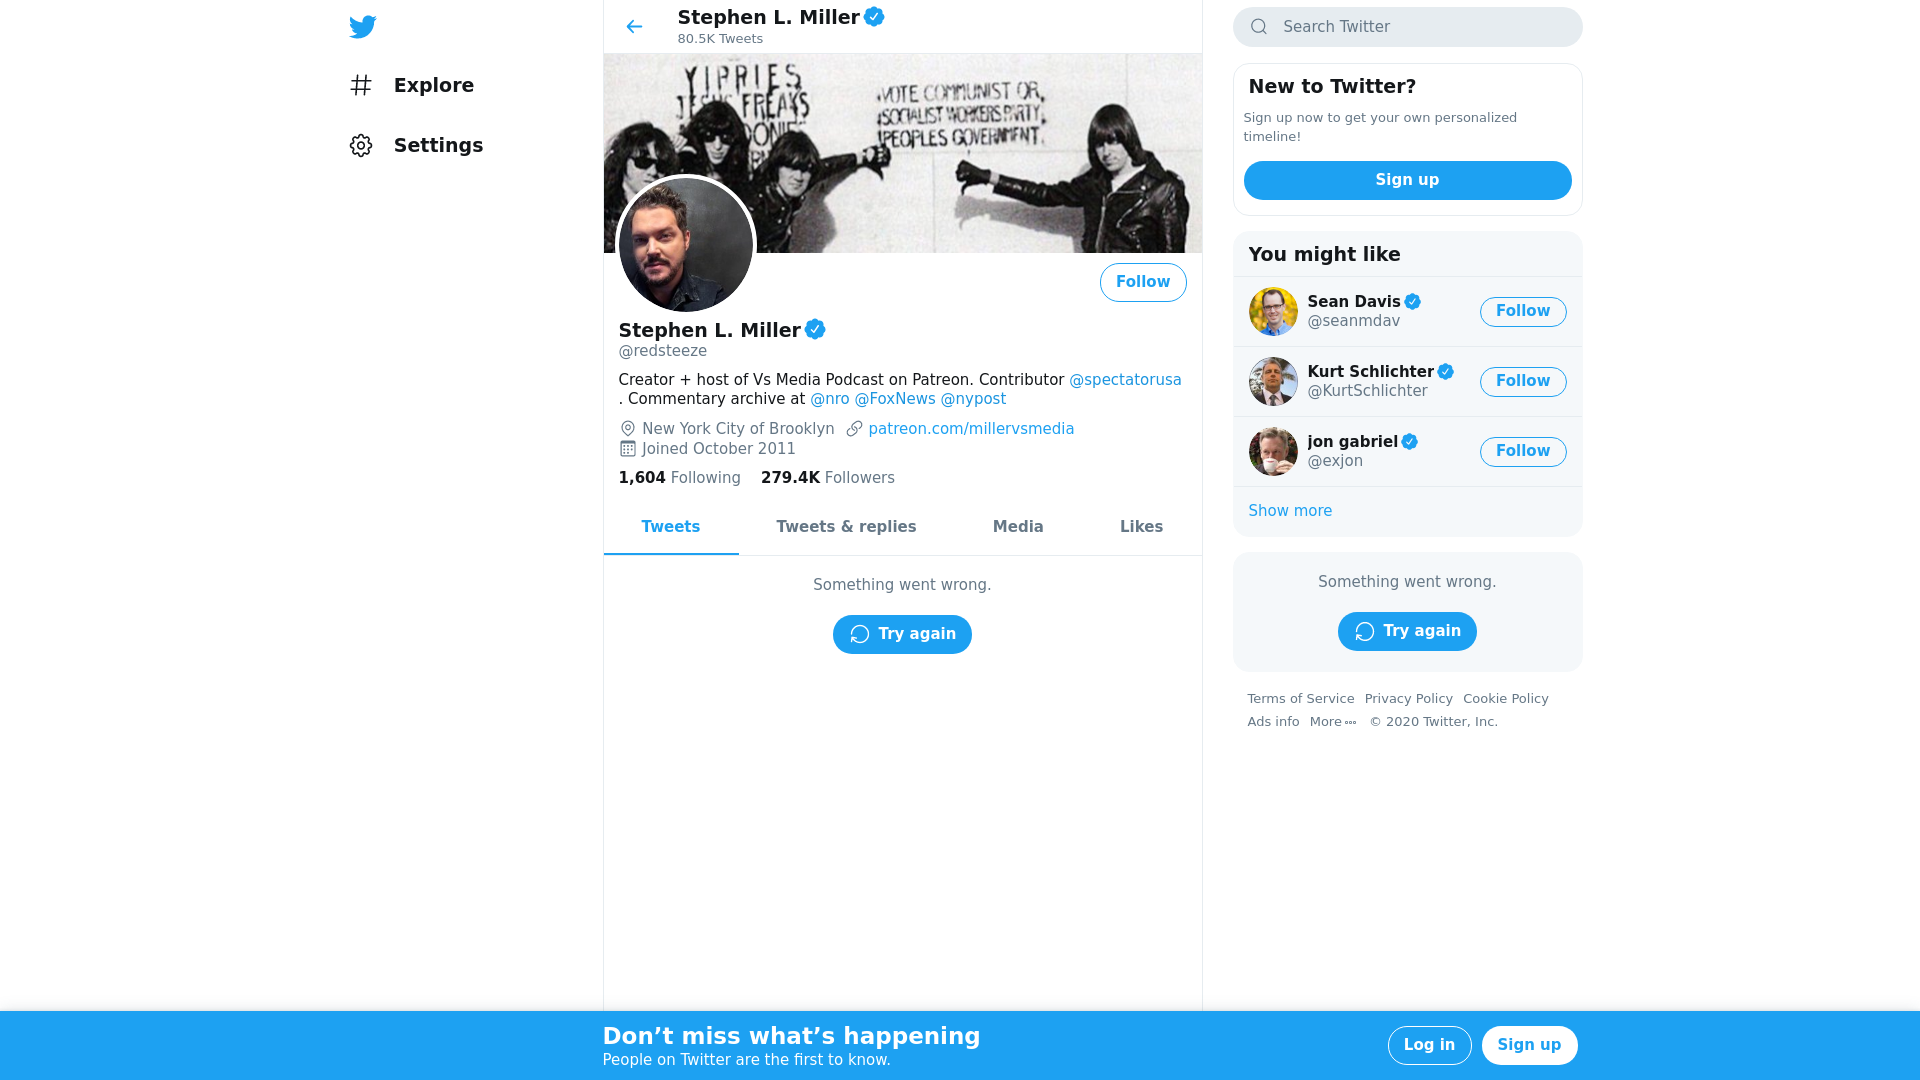 Explore
Settings
Stephen L. Miller
80.5K Tweets
YIPPIES
JESUS FREAKS
VOTE COMMUNIST OR
SOCIALIST WORKERS PARTY
PEOPLES GOVERNMENT.
Follow
Stephen L. Miller
@redsteeze
Creator + host of Vs Media Podcast on Patreon. Contributor @spectatorusa
. Commentary archive at @nro @FoxNews @nypost
New York City of Brooklyn patreon.com/millervsmedia
Joined October 2011
1,604 Following 279.4K Followers
Tweets Tweets & replies Media Likes
Something went wrong.
Try again
Search Twitter
New to Twitter?
Sign up now to get your own personalized
timeline!
Sign up
You might like
Sean Davis
@seanmdav
Follow
Kurt Schlichter
@KurtSchlichter
Follow
jon gabriel
@exjon
Follow
Show more
Something went wrong.
Try again
Terms of Service Privacy Policy Cookie Policy
Ads info More © 2020 Twitter, Inc.
Don’t miss what’s happening
People on Twitter are the first to know.
Log in Sign up